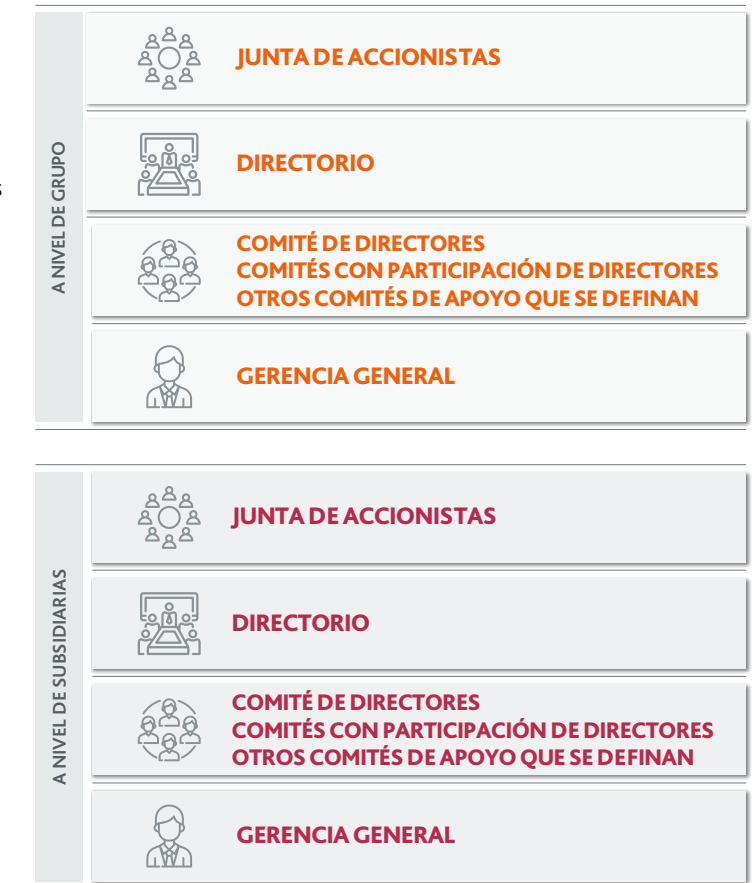 A NIVEL DE GRUPO
JUNTA DE ACCIONISTAS
DIRECTORIO
COMITÉ DE DIRECTORES
COMITÉS CON PARTICIPACIÓN DE DIRECTORES
OTROS COMITÉS DE APOYO QUE SE DEFINAN
GERENCIA GENERAL
A NIVEL DE SUBSIDIARIAS
JUNTA DE ACCIONISTAS
DIRECTORIO
COMITÉ DE DIRECTORES
COMITÉS CON PARTICIPACIÓN DE DIRECTORES
OTROS COMITÉS DE APOYO QUE SE DEFINAN
GERENCIA GENERAL